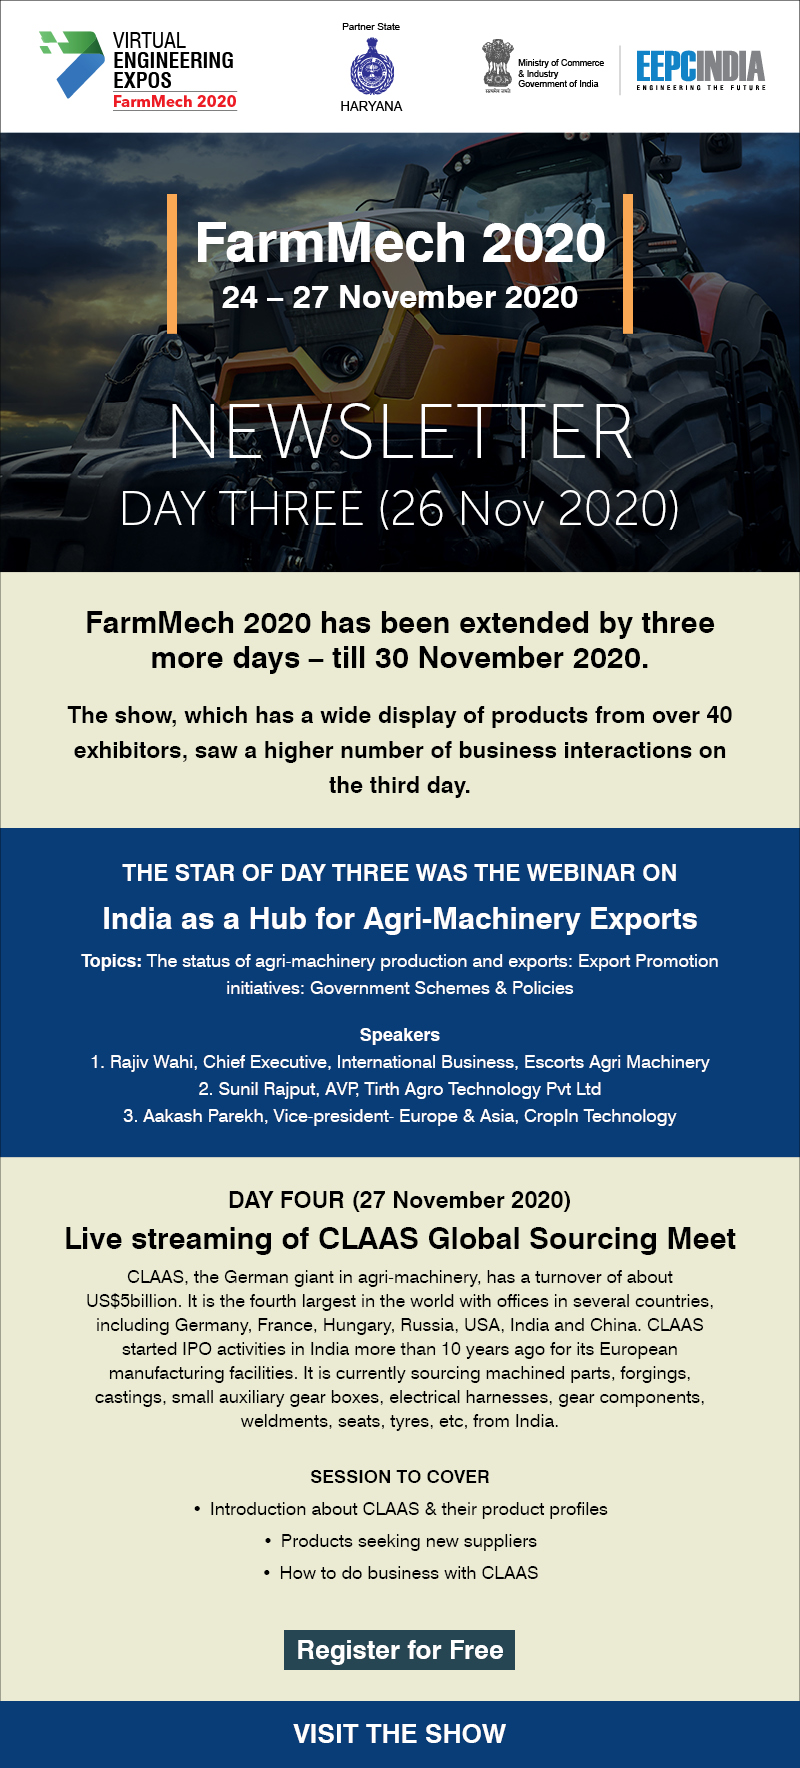 VIRTUAL
ENGINEERING
EXPOS
FarmMech 2020
Partner State
HARYANA
सत्यमेव जयते
Ministry of Commerce
& Industry
Government of India
EEPCINDIA
ENGINEERING THE FUTURE
FarmMech 2020
24 – 27 November 2020
NEWSLETTER
DAY THREE (26 Nov 2020)
FarmMech 2020 has been extended by three
more days – till 30 November 2020.
The show, which has a wide display of products from over 40
exhibitors, saw a higher number of business interactions on
the third day.
THE STAR OF DAY THREE WAS THE WEBINAR ON
India as a Hub for Agri-Machinery Exports
Topics: The status of agri-machinery production and exports: Export Promotion
initiatives: Government Schemes & Policies
Speakers
1. Rajiv Wahi, Chief Executive, International Business, Escorts Agri Machinery
2. Sunil Rajput, AVP, Tirth Agro Technology Pvt Ltd
3. Aakash Parekh, Vice-president- Europe & Asia, CropIn Technology
DAY FOUR (27 November 2020)
Live streaming of CLAAS Global Sourcing Meet
CLAAS, the German giant in agri-machinery, has a turnover of about
US$5billion. It is the fourth largest in the world with offices in several countries,
including Germany, France, Hungary, Russia, USA, India and China. CLAAS
started IPO activities in India more than 10 years ago for its European
manufacturing facilities. It is currently sourcing machined parts, forgings,
castings, small auxiliary gear boxes, electrical harnesses, gear components,
weldments, seats, tyres, etc, from India.
SESSION TO COVER
• Introduction about CLAAS & their product profiles
• Products seeking new suppliers
• How to do business with CLAAS
Register for Free
VISIT THE SHOW